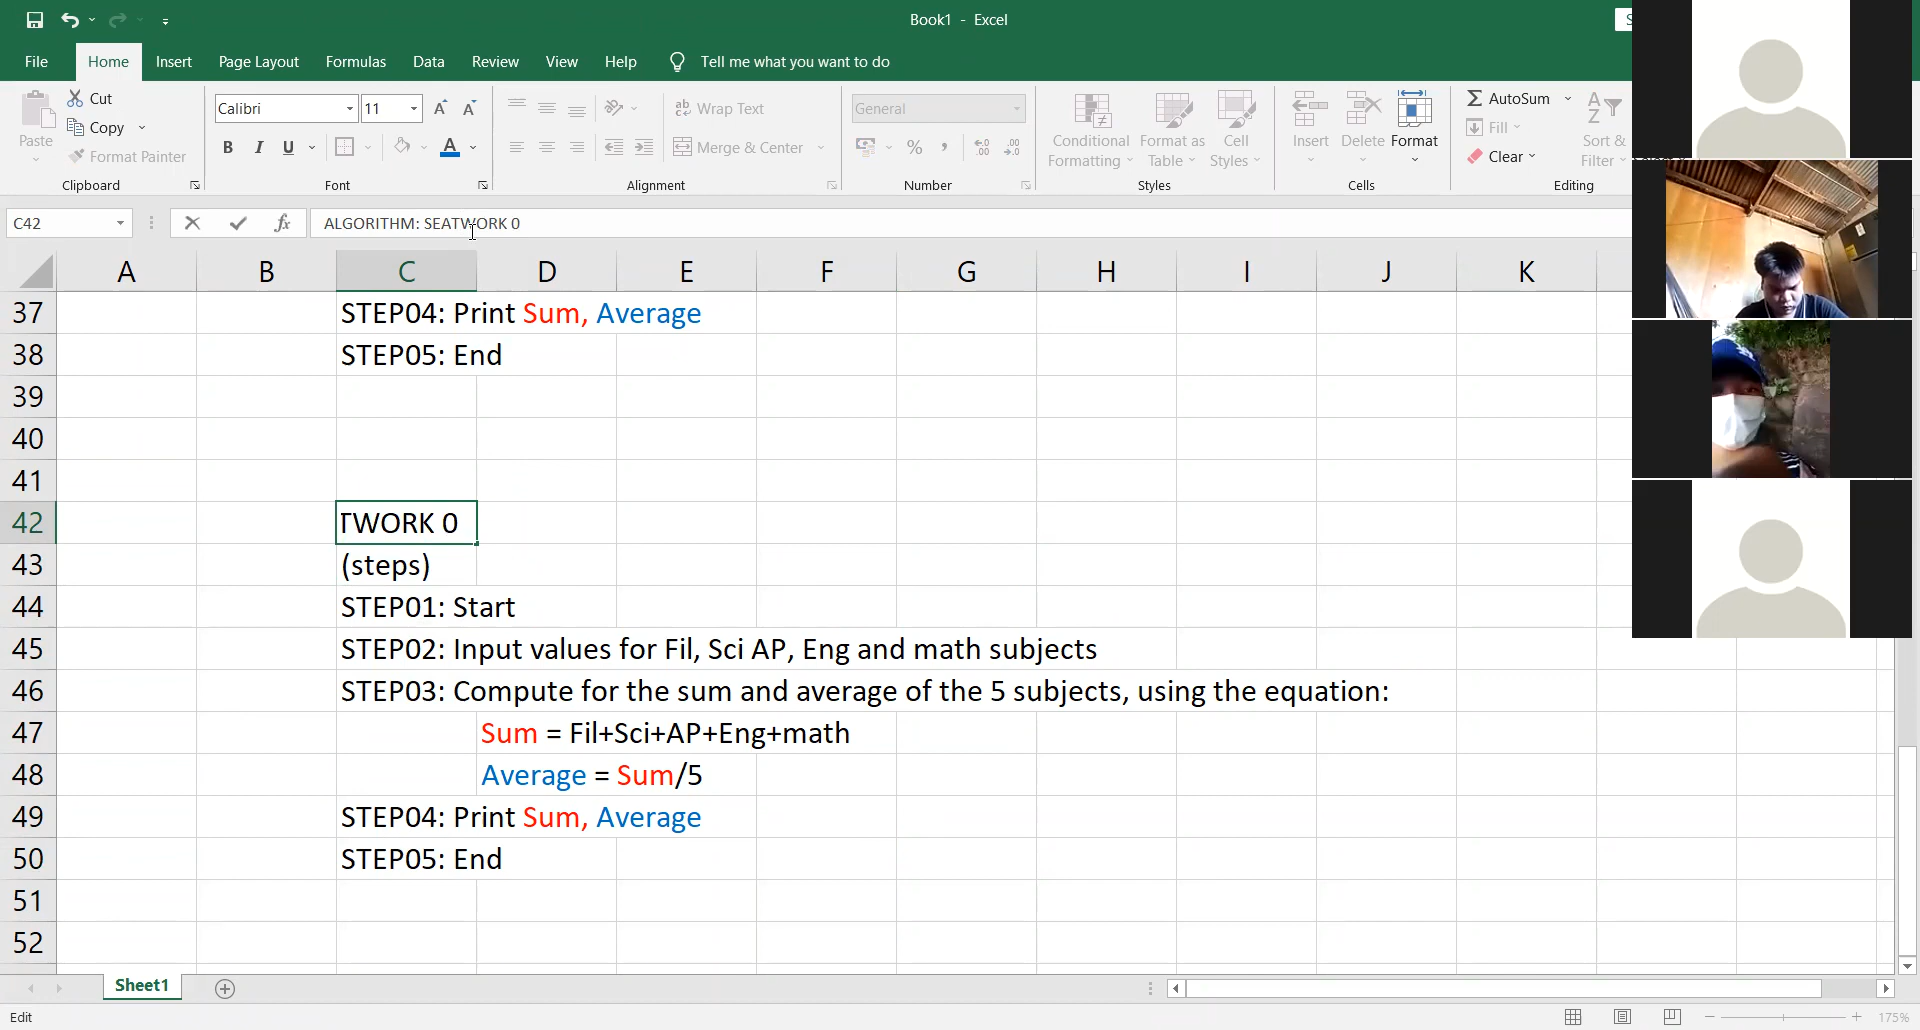 Book1 - Excel
S
File Home Insert Page Layout Formulas Data Review View Help Tell me what you want to do
Paste
Cut
Copy
Format Painter
Clipboard
Calibri 11 A A
B I U A
Font
ab Wrap Text
Merge & Center
Alignment
General
% ,
Number
Conditional Formatting
Format as Table
Cell Styles
Styles
Insert Delete Format
Cells
AutoSum
Fill
Clear
Sort &
Filter
Editing
C42 fx ALGORITHM: SEATWORK 0
A B C D E F G H I J K
37 STEP04: Print Sum, Average
38 STEP05: End
39
40
41
42 TWORK 0
43 (steps)
44 STEP01: Start
45 STEP02: Input values for Fil, Sci AP, Eng and math subjects
46 STEP03: Compute for the sum and average of the 5 subjects, using the equation:
47 Sum = Fil+Sci+AP+Eng+math
48 Average = Sum/5
49 STEP04: Print Sum, Average
50 STEP05: End
51
52
Sheet1
Edit 175%